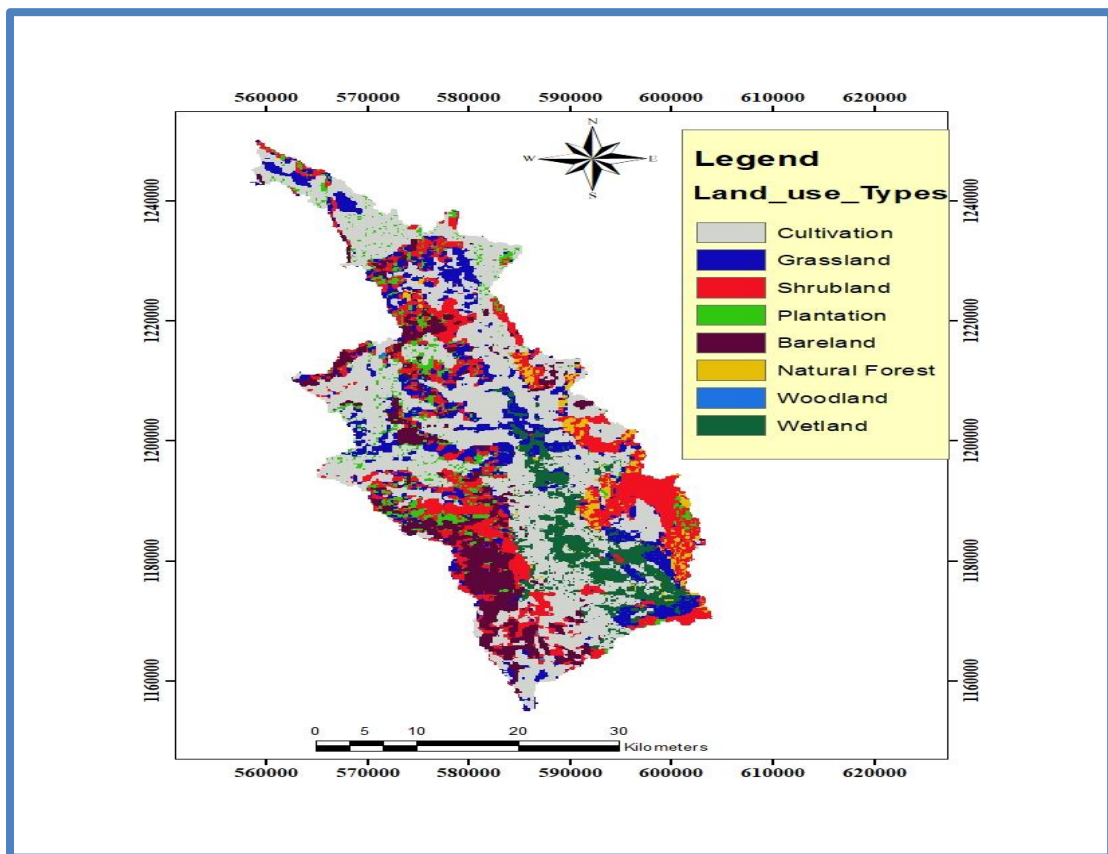 560000 570000 580000 590000 600000 610000 620000
N
W E
S
Legend
Land_use_Types
Cultivation
Grassland
Shrubland
Plantation
Bareland
Natural Forest
Woodland
Wetland
1240000 1240000
1220000 1220000
1200000 1200000
1180000 1180000
1160000 1160000
0 5 10 20 30
Kilometers
560000 570000 580000 590000 600000 610000 620000